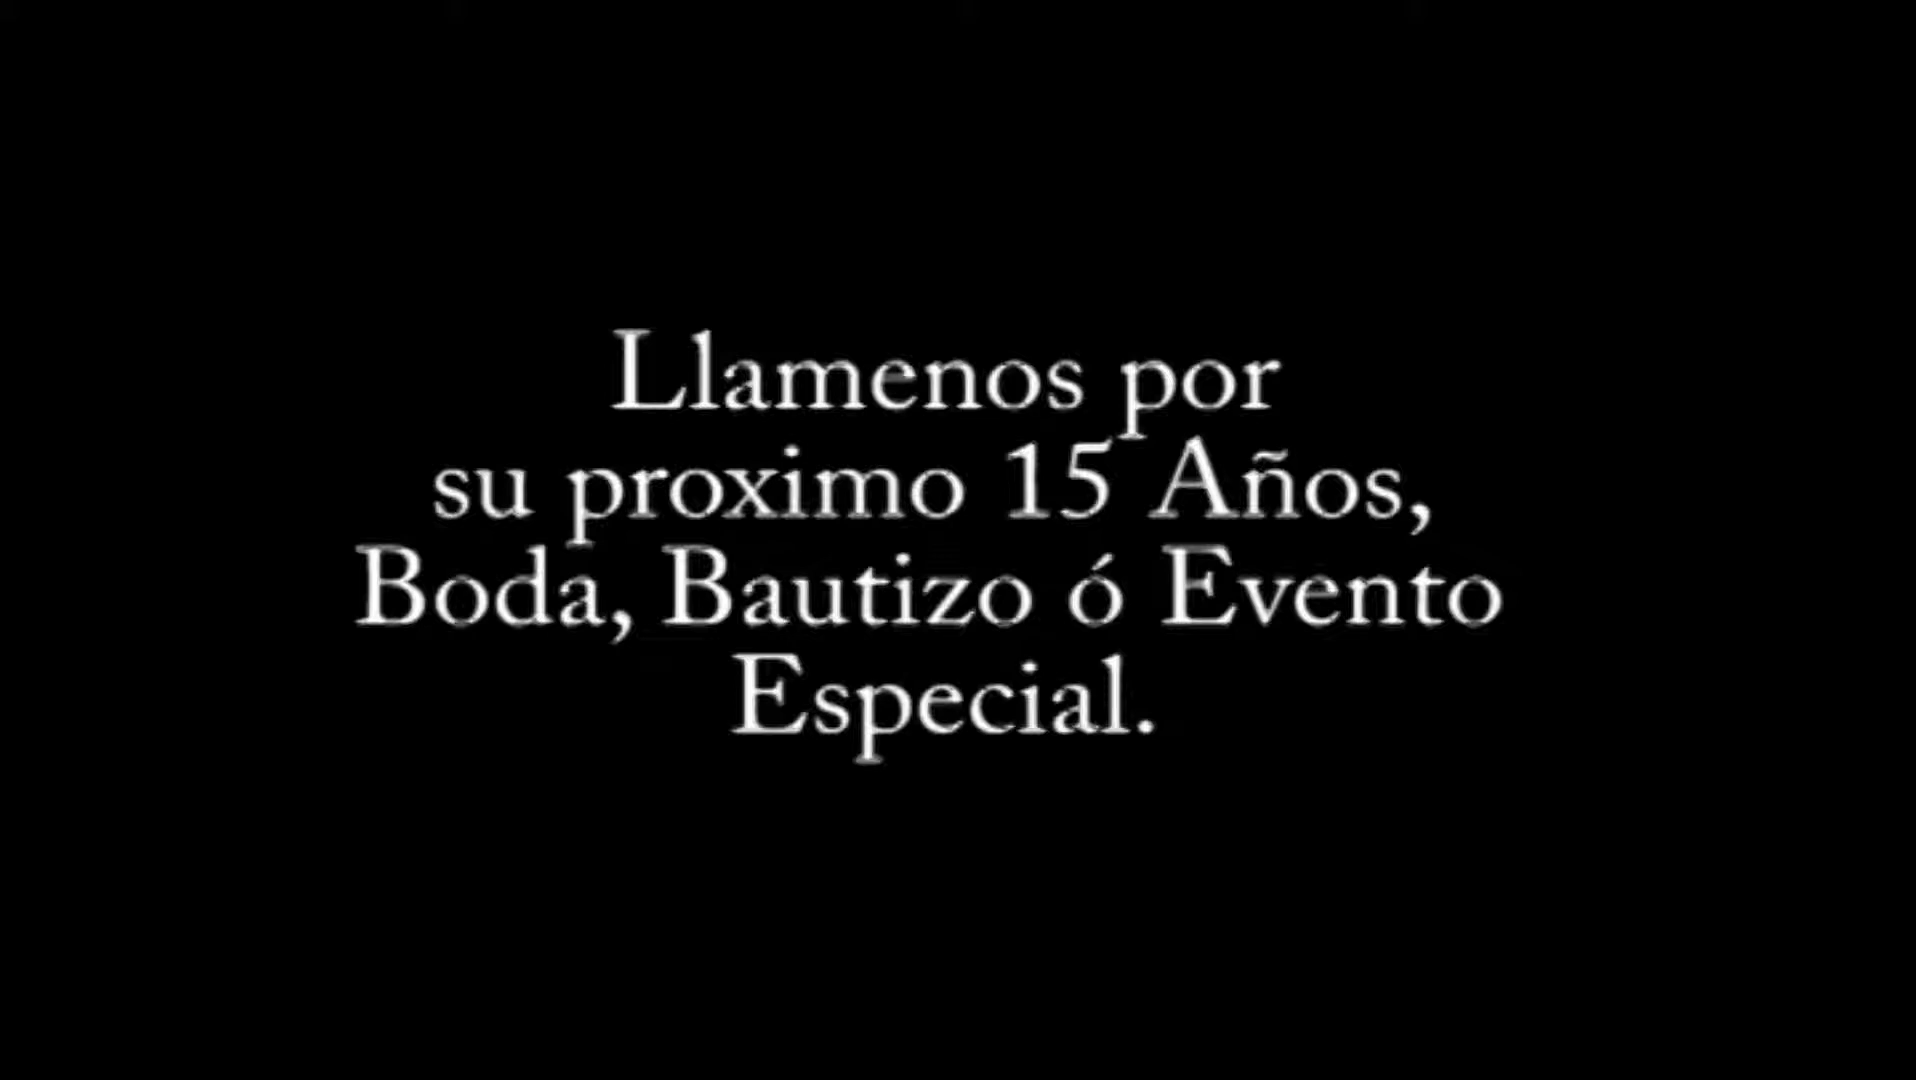 Llamenos por
su proximo 15 Años,
Boda, Bautizo ó Evento
Especial.